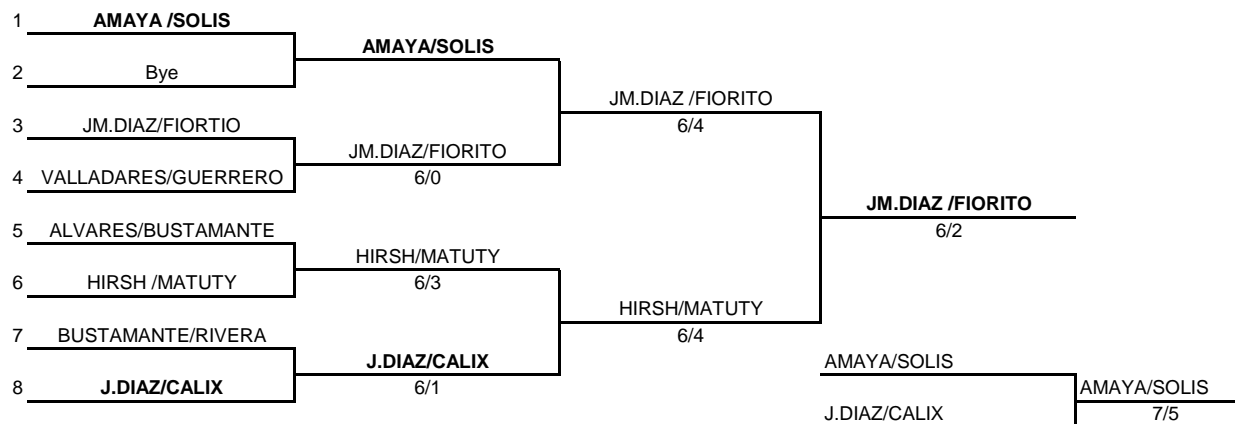 1 AMAYA /SOLIS
AMAYA/SOLIS
2 Bye
JM.DIAZ /FIORITO
3 JM.DIAZ/FIORTIO
6/4
JM.DIAZ/FIORITO
4 VALLADARES/GUERRERO
6/0
JM.DIAZ /FIORITO
5 ALVARES/BUSTAMANTE
6/2
HIRSH/MATUTY
6 HIRSH /MATUTY
6/3
HIRSH/MATUTY
7 BUSTAMANTE/RIVERA
6/4
J.DIAZ/CALIX
AMAYA/SOLIS
8 J.DIAZ/CALIX
6/1
AMAYA/SOLIS
J.DIAZ/CALIX
7/5